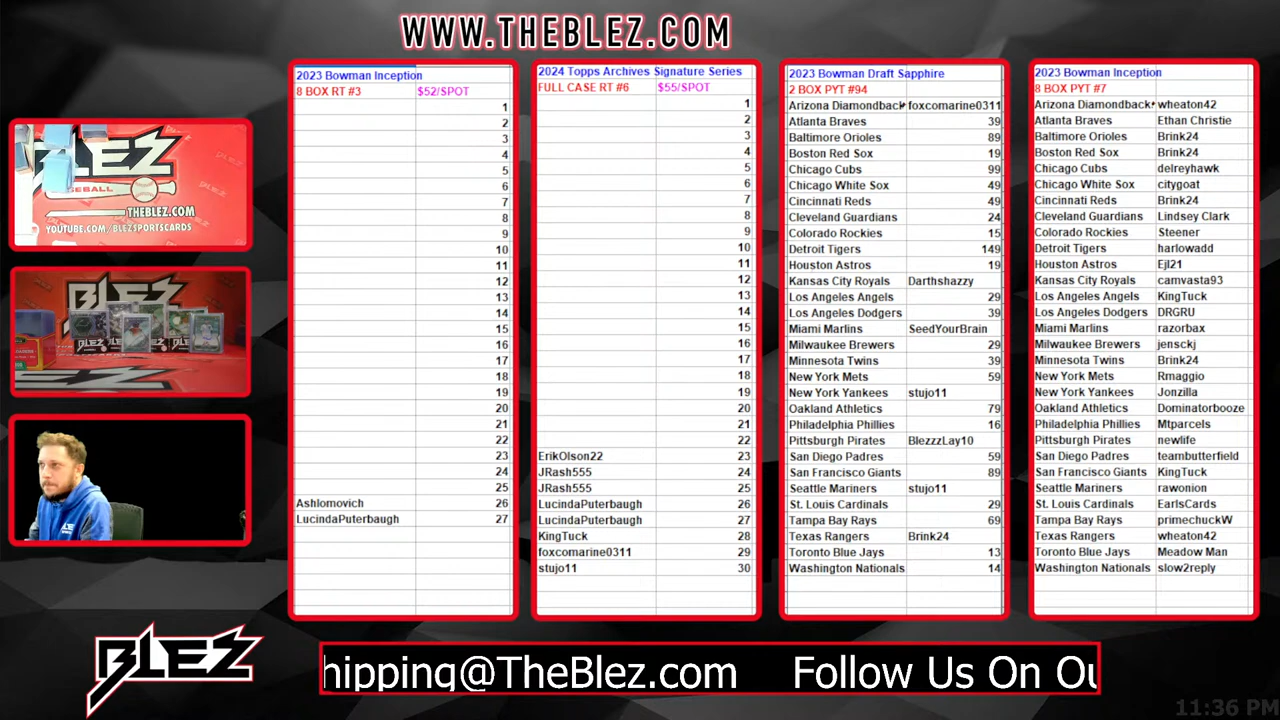 WWW.THEBLEZ.COM
BLEZ
BASEBALL
THEBLEZ.COM
YOUTUBE.COM/BLEZSPORTSCARDS
BLEZ
2023 Bowman Inception
8 BOX RT #3 $52/SPOT
1
2
3
4
5
6
7
8
9
10
11
12
13
14
15
16
17
18
19
20
21
22
23
24
25
Ashlomovich 26
LucindaPuterbaugh 27
2024 Topps Archives Signature Series
FULL CASE RT #6 $55/SPOT
1
2
3
4
5
6
7
8
9
10
11
12
13
14
15
16
17
18
19
20
21
22
ErikOlson22 23
JRash555 24
JRash555 25
LucindaPuterbaugh 26
LucindaPuterbaugh 27
KingTuck 28
foxcomarine0311 29
stujo11 30
2023 Bowman Draft Sapphire
2 BOX PYT #94
Arizona Diamondback foxcomarine0311
Atlanta Braves 39
Baltimore Orioles 89
Boston Red Sox 19
Chicago Cubs 99
Chicago White Sox 49
Cincinnati Reds 49
Cleveland Guardians 24
Colorado Rockies 15
Detroit Tigers 149
Houston Astros 19
Kansas City Royals Darthshazzy
Los Angeles Angels 29
Los Angeles Dodgers 39
Miami Marlins SeedYourBrain
Milwaukee Brewers 29
Minnesota Twins 39
New York Mets 59
New York Yankees stujo11
Oakland Athletics 79
Philadelphia Phillies 16
Pittsburgh Pirates BlezzzLay10
San Diego Padres 59
San Francisco Giants 89
Seattle Mariners stujo11
St. Louis Cardinals 29
Tampa Bay Rays 69
Texas Rangers Brink24
Toronto Blue Jays 13
Washington Nationals 14
2023 Bowman Inception
8 BOX PYT #7
Arizona Diamondback wheaton42
Atlanta Braves Ethan Christie
Baltimore Orioles Brink24
Boston Red Sox Brink24
Chicago Cubs delreyhawk
Chicago White Sox citygoat
Cincinnati Reds Brink24
Cleveland Guardians Lindsey Clark
Colorado Rockies Steener
Detroit Tigers harlowadd
Houston Astros Ejl21
Kansas City Royals camvasta93
Los Angeles Angels KingTuck
Los Angeles Dodgers DRGRU
Miami Marlins razorbax
Milwaukee Brewers jensckj
Minnesota Twins Brink24
New York Mets Rmaggio
New York Yankees Jonzilla
Oakland Athletics Dominatorbooze
Philadelphia Phillies Mtparcels
Pittsburgh Pirates newlife
San Diego Padres teambutterfield
San Francisco Giants KingTuck
Seattle Mariners rawonion
St. Louis Cardinals EarlsCards
Tampa Bay Rays primechuckW
Texas Rangers wheaton42
Toronto Blue Jays Meadow Man
Washington Nationals slow2reply
BLEZ
hipping@TheBlez.com Follow Us On Ou
11:36 PM